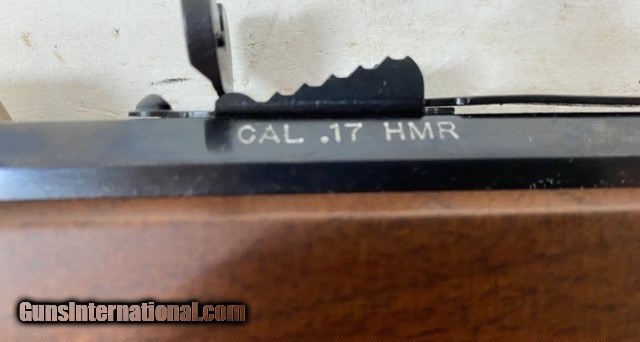 CAL. .17 HMR
GunsInternational.com